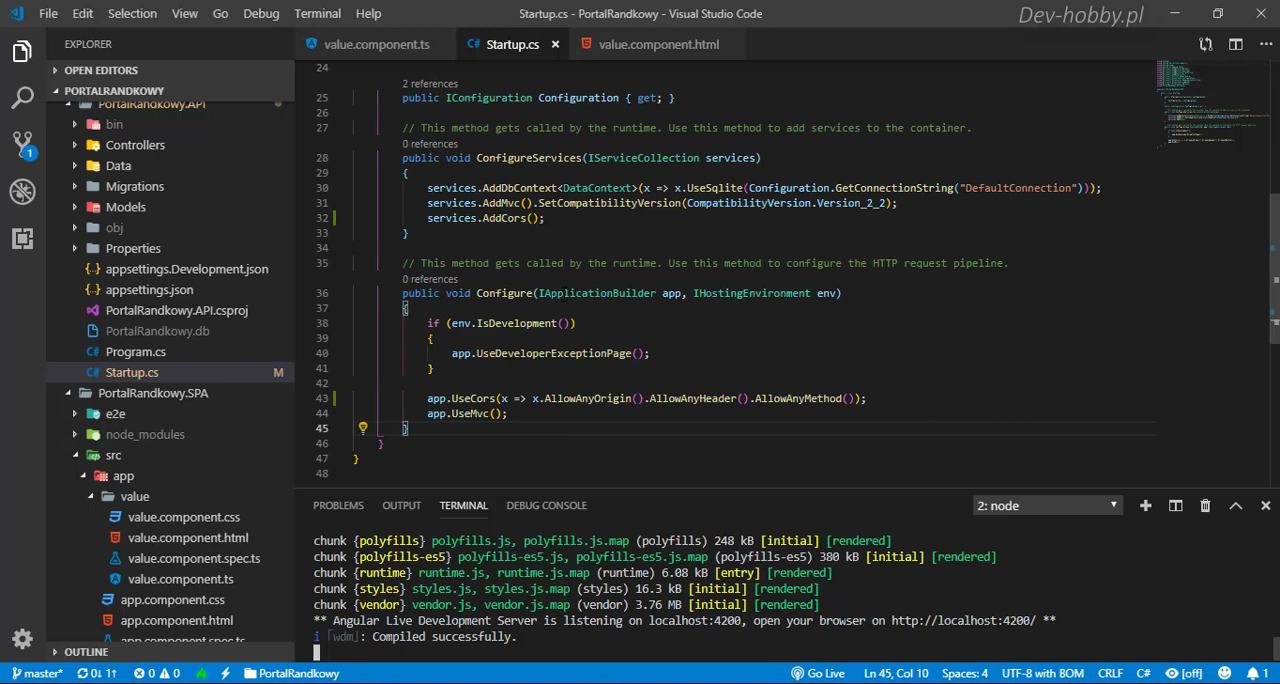 File Edit Selection View Go Debug Terminal Help Startup.cs - PortalRandkowy - Visual Studio Code Dev-hobby.pl
EXPLORER value.component.ts Startup.cs value.component.html
OPEN EDITORS
PORTALRANDKOWY
PortalRandkowy.API
bin
Controllers
Data
Migrations
Models
obj
Properties
appsettings.Development.json
appsettings.json
PortalRandkowy.API.csproj
PortalRandkowy.db
Program.cs
Startup.cs M
PortalRandkowy.SPA
e2e
node_modules
src
app
value
value.component.css
value.component.html
value.component.spec.ts
value.component.ts
app.component.css
app.component.html
app.component.spec.ts
OUTLINE
24
2 references
25 public IConfiguration Configuration { get; }
26
27 // This method gets called by the runtime. Use this method to add services to the container.
0 references
28 public void ConfigureServices(IServiceCollection services)
29 {
30 services.AddDbContext<DataContext>(x => x.UseSqlite(Configuration.GetConnectionString("DefaultConnection")));
31 services.AddMvc().SetCompatibilityVersion(CompatibilityVersion.Version_2_2);
32 services.AddCors();
33 }
34
35 // This method gets called by the runtime. Use this method to configure the HTTP request pipeline.
0 references
36 public void Configure(IApplicationBuilder app, IHostingEnvironment env)
37 {
38 if (env.IsDevelopment())
39 {
40 app.UseDeveloperExceptionPage();
41 }
42
43 app.UseCors(x => x.AllowAnyOrigin().AllowAnyHeader().AllowAnyMethod());
44 app.UseMvc();
45 }
46 }
47 }
48
PROBLEMS OUTPUT TERMINAL DEBUG CONSOLE 2: node
chunk {polyfills} polyfills.js, polyfills.js.map (polyfills) 248 kB [initial] [rendered]
chunk {polyfills-es5} polyfills-es5.js, polyfills-es5.js.map (polyfills-es5) 380 kB [initial] [rendered]
chunk {runtime} runtime.js, runtime.js.map (runtime) 6.08 kB [entry] [rendered]
chunk {styles} styles.js, styles.js.map (styles) 16.3 kB [initial] [rendered]
chunk {vendor} vendor.js, vendor.js.map (vendor) 3.76 MB [initial] [rendered]
** Angular Live Development Server is listening on localhost:4200, open your browser on http://localhost:4200/ **
i ｢wdm｣: Compiled successfully.
master* 0↓ 1↑ 0 0 PortalRandkowy Go Live Ln 45, Col 10 Spaces: 4 UTF-8 with BOM CRLF C# [off] 1